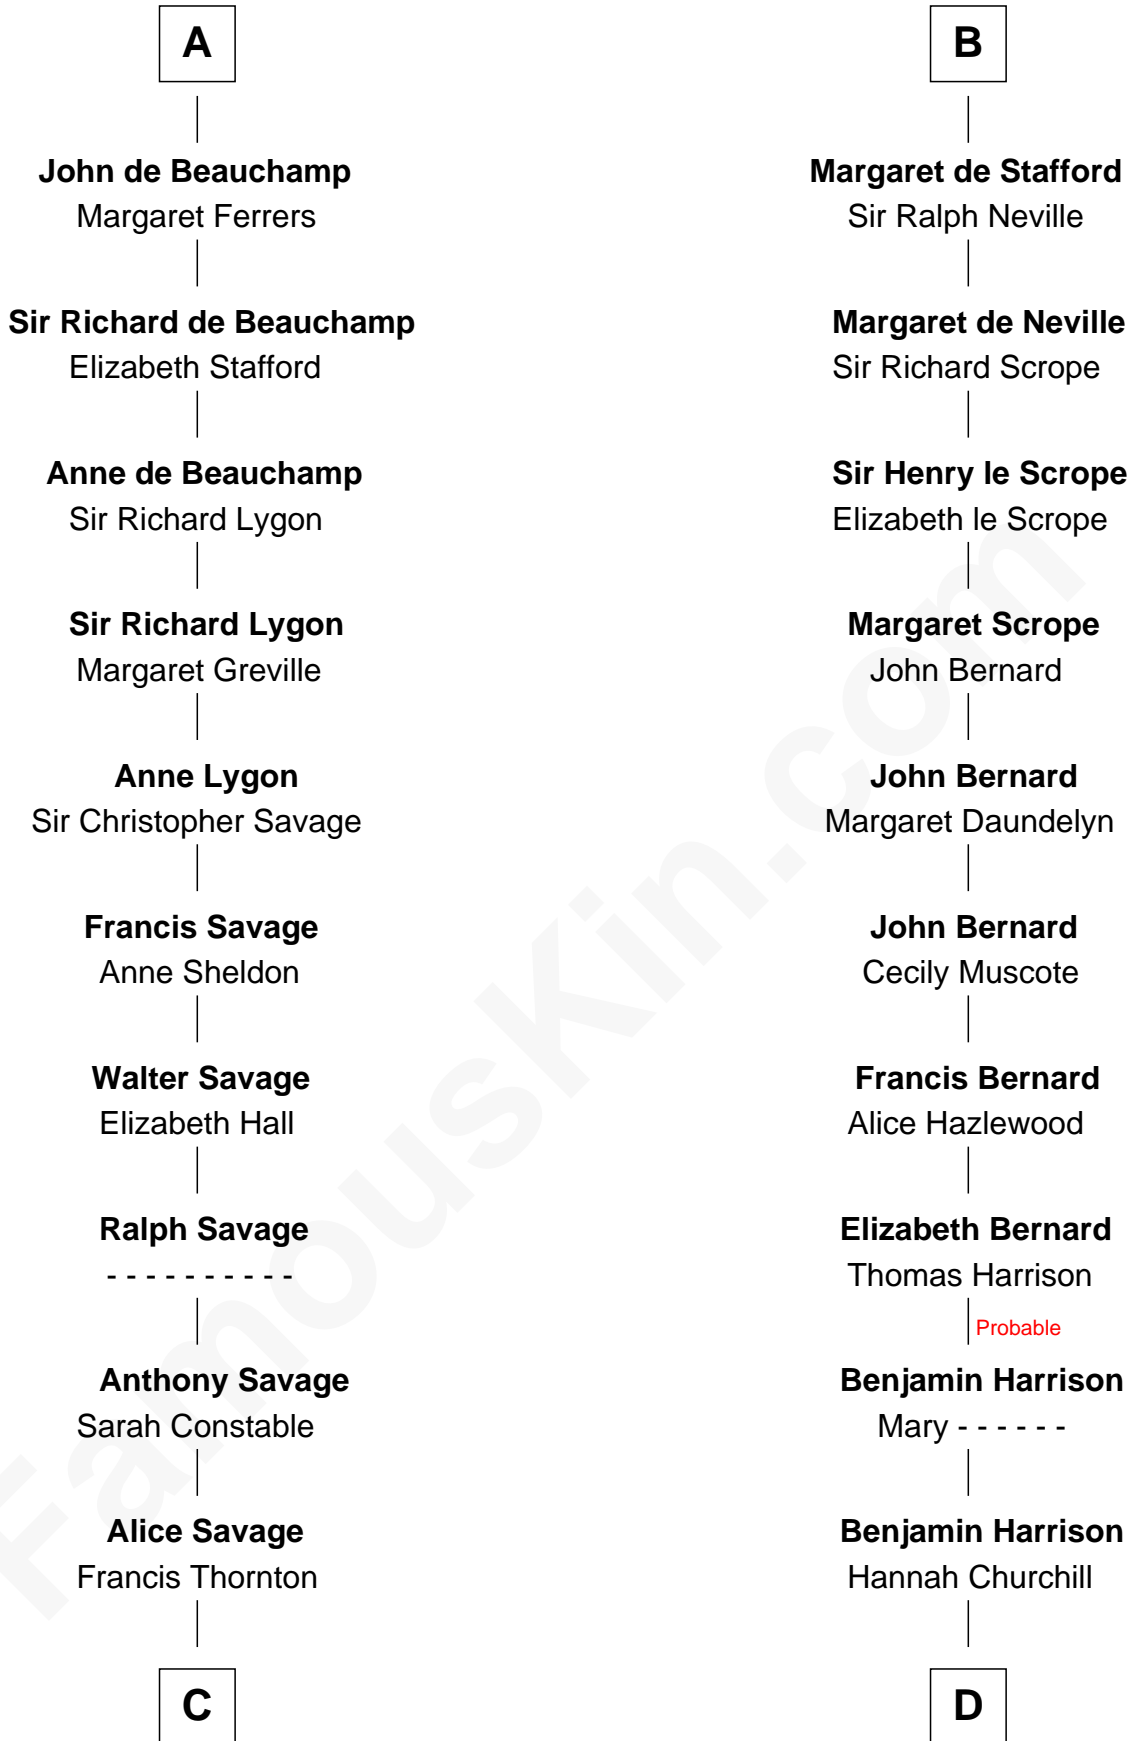 A
John de Beauchamp
Margaret Ferrers
Sir Richard de Beauchamp
Elizabeth Stafford
Anne de Beauchamp
Sir Richard Lygon
Sir Richard Lygon
Margaret Greville
Anne Lygon
Sir Christopher Savage
Francis Savage
Anne Sheldon
Walter Savage
Elizabeth Hall
Ralph Savage
- - - - - - - - - -
Anthony Savage
Sarah Constable
Alice Savage
Francis Thornton
C
B
Margaret de Stafford
Sir Ralph Neville
Margaret de Neville
Sir Richard Scrope
Sir Henry le Scrope
Elizabeth le Scrope
Margaret Scrope
John Bernard
John Bernard
Margaret Daundelyn
John Bernard
Cecily Muscote
Francis Bernard
Alice Hazlewood
Elizabeth Bernard
Thomas Harrison
Probable
Benjamin Harrison
Mary - - - - - -
Benjamin Harrison
Hannah Churchill
D
FamousKin.com